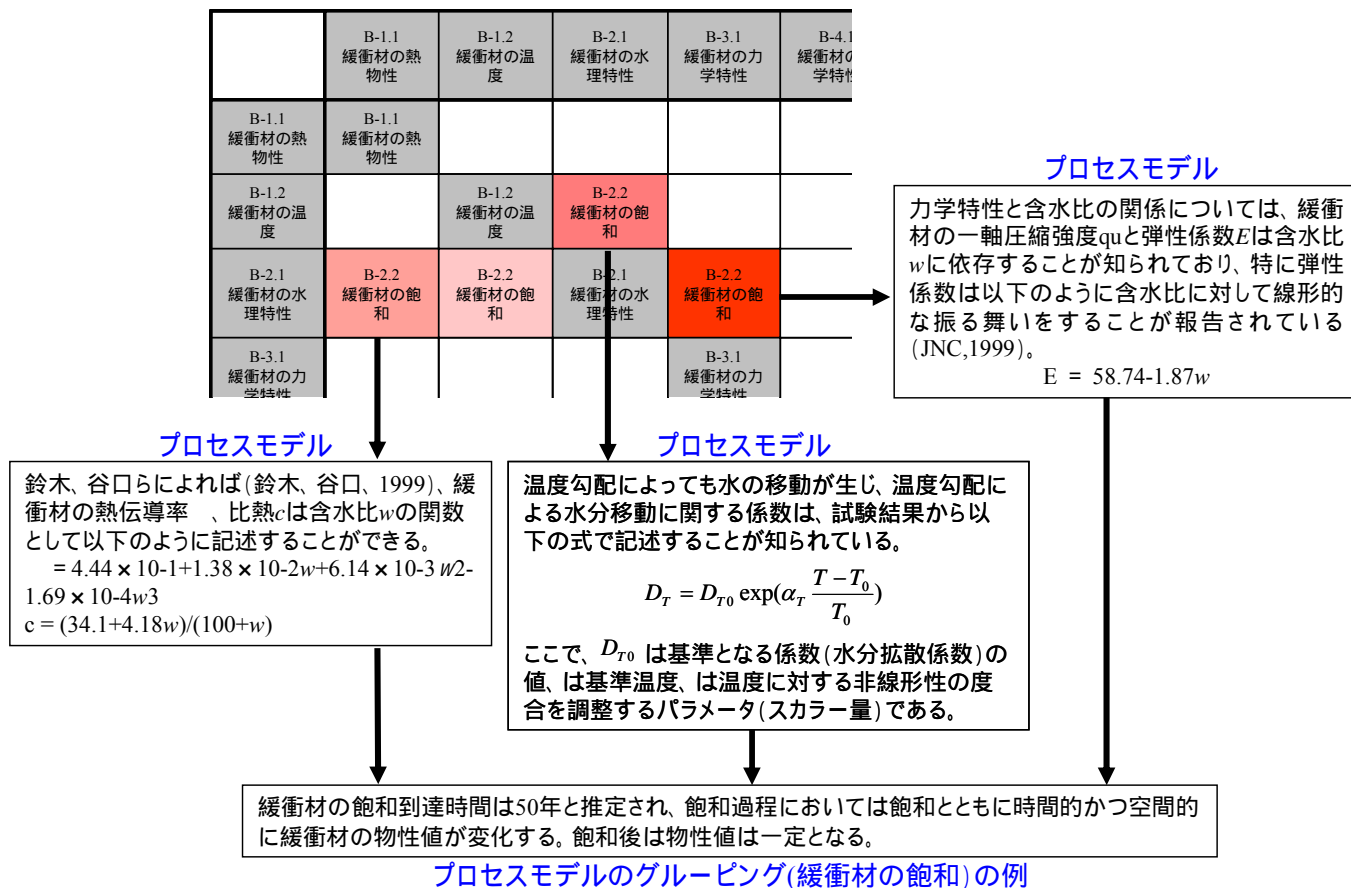 B-1.1
緩衝材の熱
物性
B-1.2
緩衝材の温
度
B-2.1
緩衝材の水
理特性
B-3.1
緩衝材の力
学特性
B-4.1
緩衝材の
学特性
B-1.1
緩衝材の熱
物性
B-1.1
緩衝材の熱
物性
B-1.2
緩衝材の温
度
B-1.2
緩衝材の温
度
B-2.2
緩衝材の飽
和
B-2.1
緩衝材の水
理特性
B-2.2
緩衝材の飽
和
B-2.2
緩衝材の飽
和
B-2.1
緩衝材の水
理特性
B-2.2
緩衝材の飽
和
B-3.1
緩衝材の力
学特性
B-3.1
緩衝材の力
学特性
プロセスモデル
力学特性と含水比の関係については、緩衝
材の一軸圧縮強度quと弾性係数Eは含水比
wに依存することが知られており、特に弾性
係数は以下のように含水比に対して線形的
な振る舞いをすることが報告されている
(JNC,1999)。
E = 58.74-1.87w
プロセスモデル
鈴木、谷口らによれば(鈴木、谷口、1999)、緩
衝材の熱伝導率 、比熱cは含水比wの関数
として以下のように記述することができる。
= 4.44 × 10-1+1.38 × 10-2w+6.14 × 10-3 w2-
1.69 × 10-4w3
c = (34.1+4.18w)/(100+w)
プロセスモデル
温度勾配によっても水の移動が生じ、温度勾配に
よる水分移動に関する係数は、試験結果から以
下の式で記述することが知られている。
D_T = D_{T0} exp(α_T \frac{T − T_0}{T_0})
ここで、 D_{T0} は基準となる係数(水分拡散係数)の
値、は基準温度、は温度に対する非線形性の度
合を調整するパラメータ(スカラー量)である。
緩衝材の飽和到達時間は50年と推定され、飽和過程においては飽和とともに時間的かつ空間的
に緩衝材の物性値が変化する。飽和後は物性値は一定となる。
プロセスモデルのグルーピング(緩衝材の飽和)の例